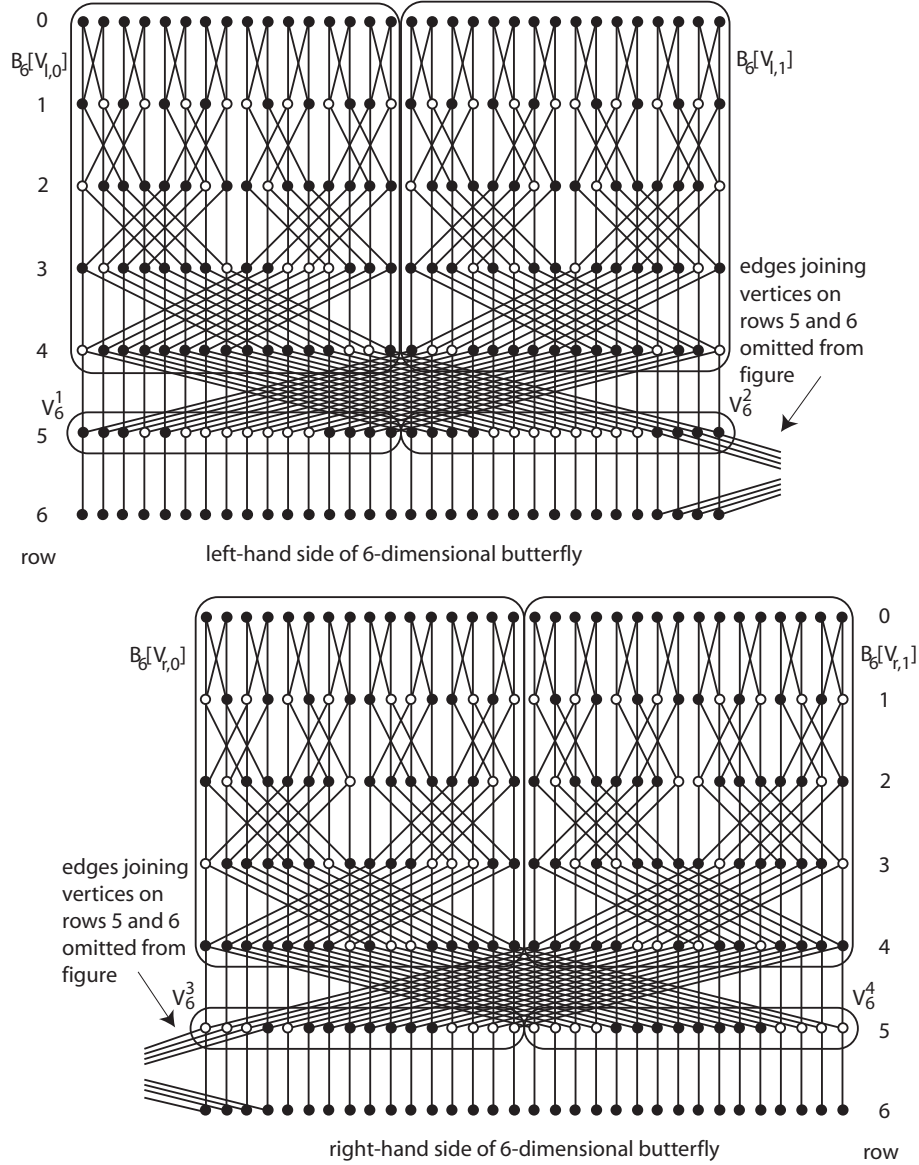 0
B6[Vl,0]
B6[Vl,1]
1
2
3
edges joining
vertices on
rows 5 and 6
omitted from
figure
4
V6^1
V6^2
5
6
row
left-hand side of 6-dimensional butterfly
0
B6[Vr,0]
B6[Vr,1]
1
2
edges joining
vertices on
rows 5 and 6
omitted from
figure
3
4
V6^3
V6^4
5
6
right-hand side of 6-dimensional butterfly
row